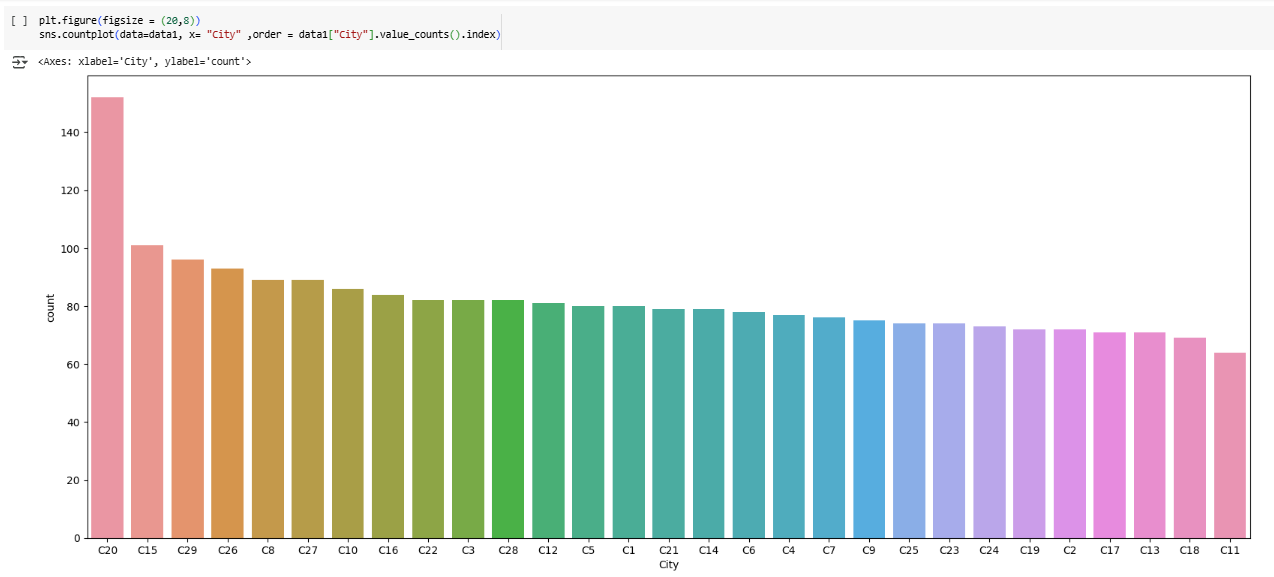 [ ] plt.figure(figsize = (20,8))
sns.countplot(data=data1, x= "City" ,order = data1["City"].value_counts().index)
<Axes: xlabel='City', ylabel='count'>
140
120
100
80
60
40
20
0
count
C20 C15 C29 C26 C8 C27 C10 C16 C22 C3 C28 C12 C5 C1 C21 C14 C6 C4 C7 C9 C25 C23 C24 C19 C2 C17 C13 C18 C11
City